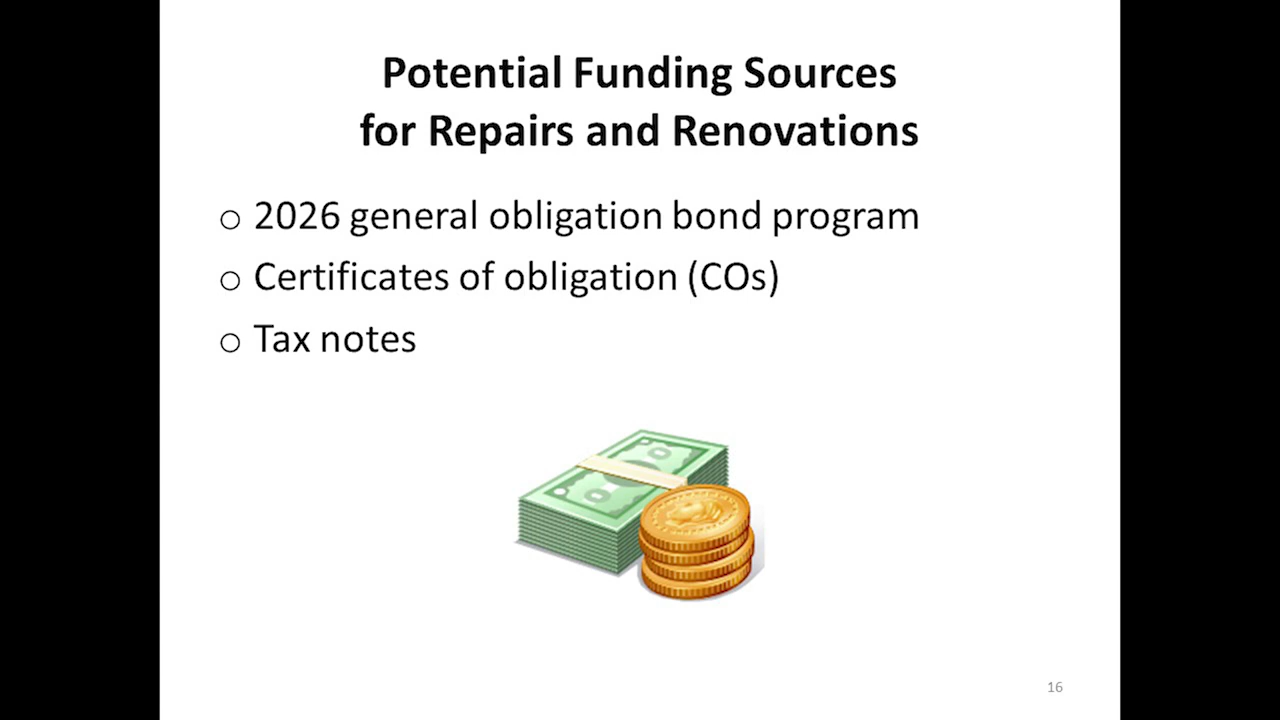 Potential Funding Sources
for Repairs and Renovations
o 2026 general obligation bond program
o Certificates of obligation (COs)
o Tax notes
16